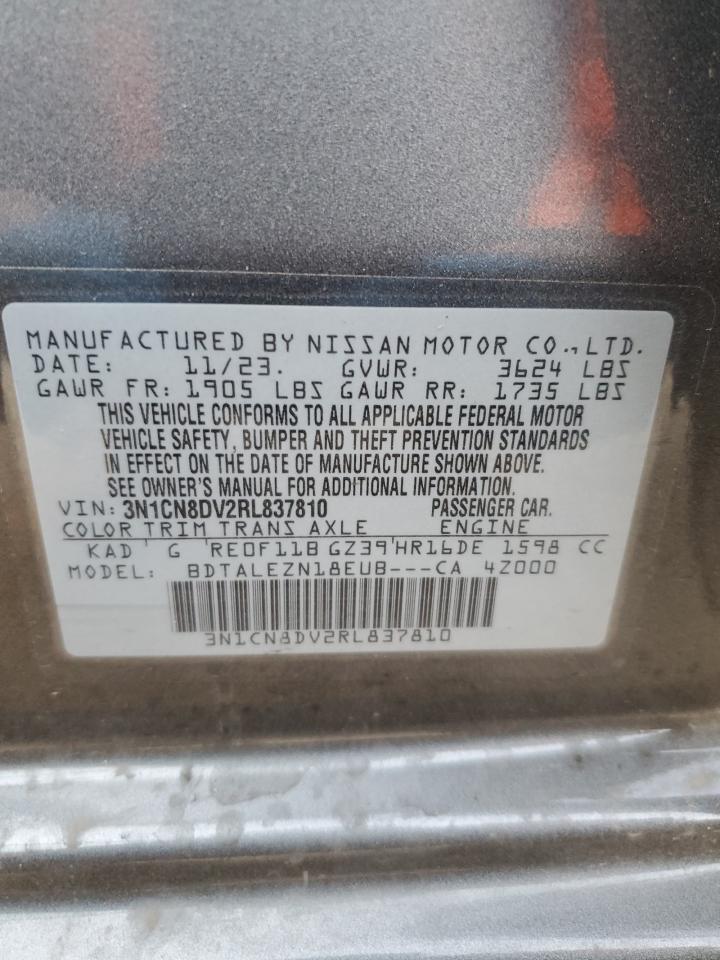 MANUFACTURED BY NISSAN MOTOR CO., LTD.
DATE: 11/23. GVWR: 3624 LBS
GAWR FR: 1905 LBS GAWR RR: 1735 LBS
THIS VEHICLE CONFORMS TO ALL APPLICABLE FEDERAL MOTOR
VEHICLE SAFETY, BUMPER AND THEFT PREVENTION STANDARDS
IN EFFECT ON THE DATE OF MANUFACTURE SHOWN ABOVE.
SEE OWNER'S MANUAL FOR ADDITIONAL INFORMATION.
VIN: 3N1CN8DV2RL837810 PASSENGER CAR.
COLOR TRIM TRANS AXLE ENGINE
KAD G RE0F11B GZ39 HR16DE 1598 CC
MODEL: BDTALEZN18EUB---CA 4Z000
3N1CN8DV2RL837810